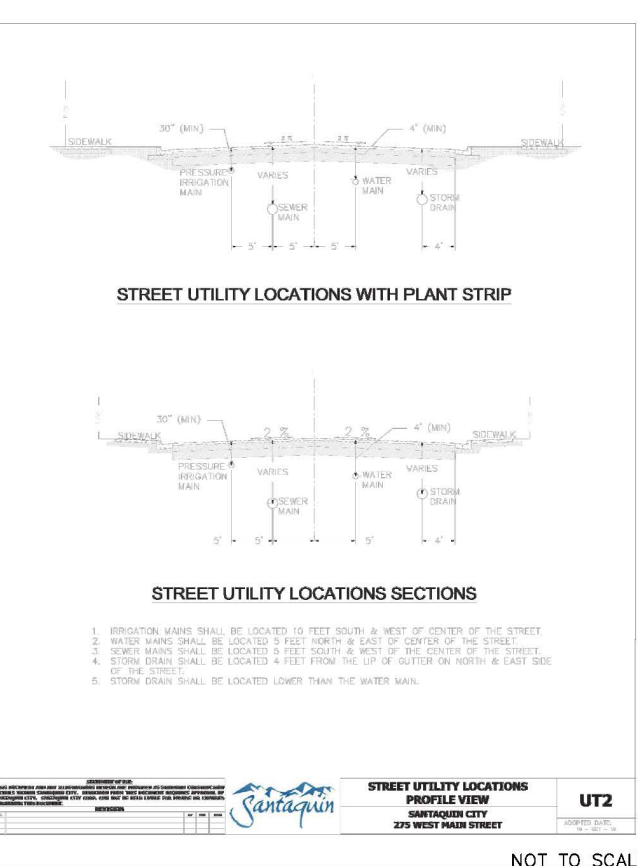 30" (MIN)
2%
2%
4' (MIN)
SIDEWALK
SIDEWALK
PRESSURE
IRRIGATION
MAIN
VARIES
WATER
MAIN
VARIES
SEWER
MAIN
STORM
DRAIN
5'
5'
5'
4'
STREET UTILITY LOCATIONS WITH PLANT STRIP
30" (MIN)
2 %
2 %
4' (MIN)
SIDEWALK
SIDEWALK
PRESSURE
IRRIGATION
MAIN
VARIES
WATER
MAIN
VARIES
SEWER
MAIN
STORM
DRAIN
5'
5'
5'
4'
STREET UTILITY LOCATIONS SECTIONS
1. IRRIGATION MAINS SHALL BE LOCATED 10 FEET SOUTH & WEST OF CENTER OF THE STREET.
2. WATER MAINS SHALL BE LOCATED 5 FEET NORTH & EAST OF CENTER OF THE STREET.
3. SEWER MAINS SHALL BE LOCATED 5 FEET SOUTH & WEST OF THE CENTER OF THE STREET.
4. STORM DRAIN SHALL BE LOCATED 4 FEET FROM THE LIP OF GUTTER ON NORTH & EAST SIDE
OF THE STREET.
5. STORM DRAIN SHALL BE LOCATED LOWER THAN THE WATER MAIN.
STATEMENT OF USE:
REVISION
Santaquin
STREET UTILITY LOCATIONS
PROFILE VIEW
SANTAQUIN CITY
275 WEST MAIN STREET
UT2
ADOPTED DATE:
NOT TO SCAL